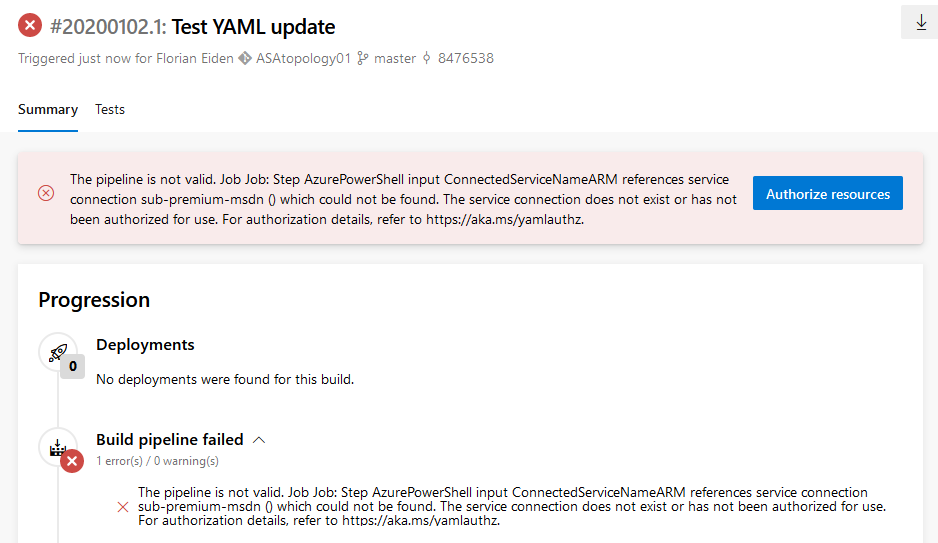 #20200102.1: Test YAML update
Triggered just now for Florian Eiden ASAtopology01 master 8476538
Summary Tests
The pipeline is not valid. Job Job: Step AzurePowerShell input ConnectedServiceNameARM references service
connection sub-premium-msdn () which could not be found. The service connection does not exist or has not
been authorized for use. For authorization details, refer to https://aka.ms/yamlauthz.
Authorize resources
Progression
Deployments
0
No deployments were found for this build.
Build pipeline failed
1 error(s) / 0 warning(s)
The pipeline is not valid. Job Job: Step AzurePowerShell input ConnectedServiceNameARM references service connection
sub-premium-msdn () which could not be found. The service connection does not exist or has not been authorized for use.
For authorization details, refer to https://aka.ms/yamlauthz.